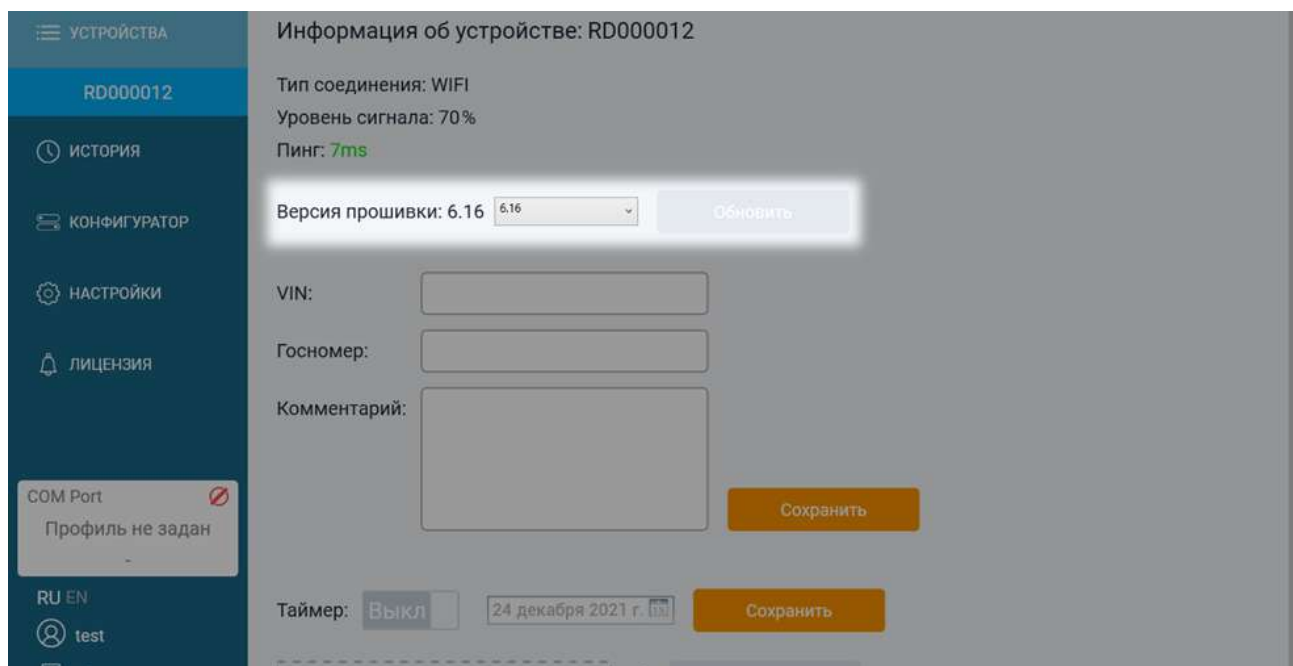 УСТРОЙСТВА
RD000012
ИСТОРИЯ
КОНФИГУРАТОР
НАСТРОЙКИ
ЛИЦЕНЗИЯ
COM Port
Профиль не задан
-
RU EN
test
Информация об устройстве: RD000012
Тип соединения: WIFI
Уровень сигнала: 70%
Пинг: 7ms
Версия прошивки: 6.16 6.16 Обновить
VIN:
Госномер:
Комментарий:
Сохранить
Таймер: Выкл 24 декабря 2021 г. 15 Сохранить